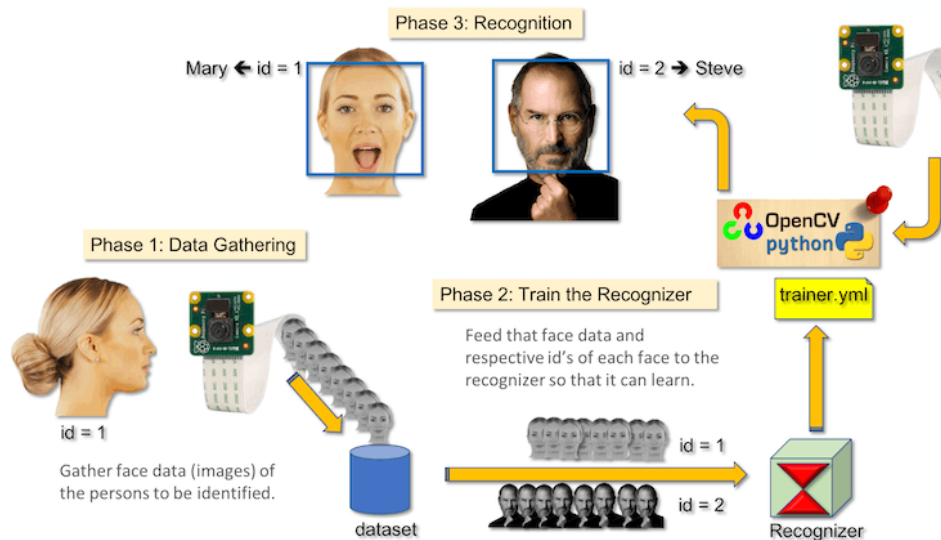 Phase 3: Recognition
Mary ← id = 1
id = 2 → Steve
OpenCV
python
Phase 1: Data Gathering
Phase 2: Train the Recognizer
trainer.yml
Feed that face data and
respective id's of each face to the
recognizer so that it can learn.
id = 1
Gather face data (images) of
the persons to be identified.
id = 1
id = 2
dataset
Recognizer